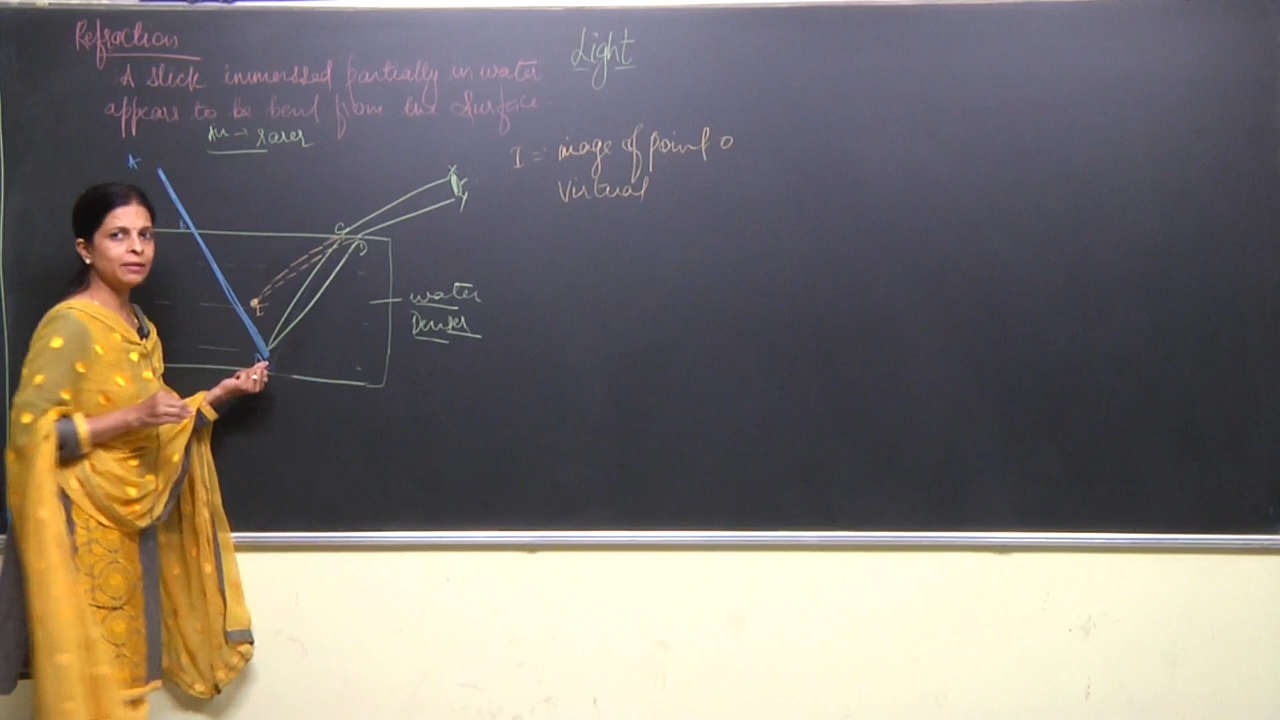 Refraction
Light
A stick immersed partially in water
appears to be bend from the surface.
Air → rarer
I = image of point o
Virtual
A
X
Y
C
D
I
water
Denser